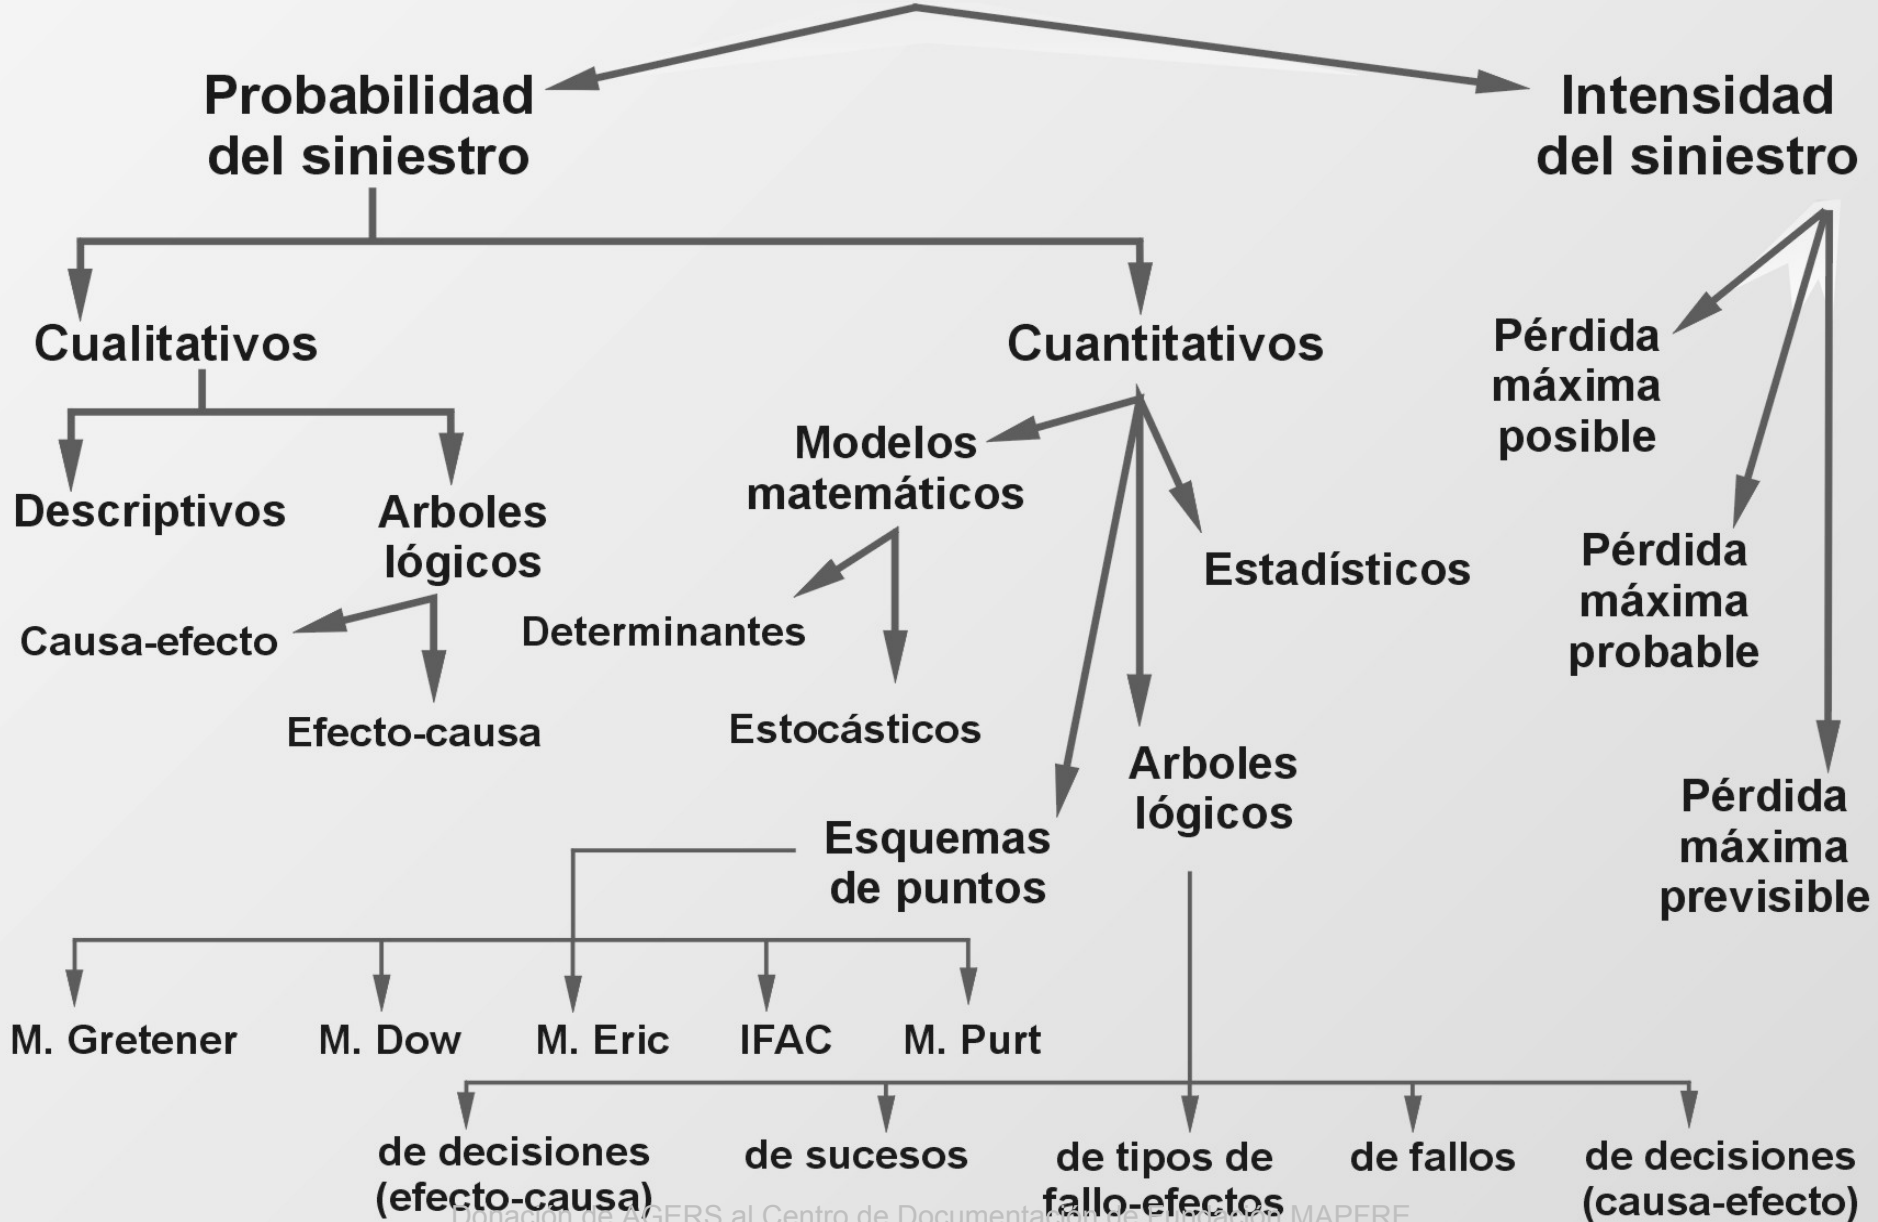 Probabilidad
del siniestro
Intensidad
del siniestro
Cualitativos
Cuantitativos
Pérdida
máxima
posible
Descriptivos
Arboles
lógicos
Modelos
matemáticos
Estadísticos
Pérdida
máxima
probable
Causa-efecto
Efecto-causa
Determinantes
Estocásticos
Arboles
lógicos
Esquemas
de puntos
Pérdida
máxima
previsible
M. Gretener
M. Dow
M. Eric
IFAC
M. Purt
de decisiones
(efecto-causa)
de sucesos
de tipos de
fallo-efectos
de fallos
de decisiones
(causa-efecto)
Donación de AGERS al Centro de Documentación de Fundación MAPFRE